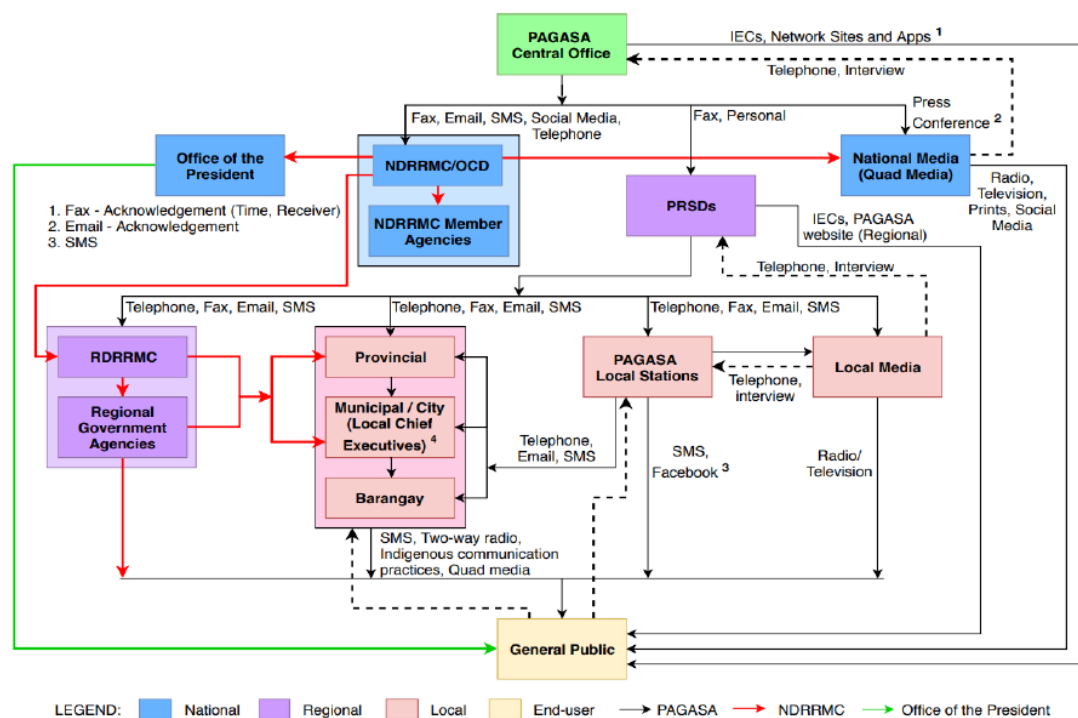 PAGASA
Central Office
IECs, Network Sites and Apps 1
Telephone, Interview
Fax, Email, SMS, Social Media,
Telephone
Fax, Personal
Press
Conference 2
Office of the
President
NDRRMC/OCD
National Media
(Quad Media)
NDRRMC Member
Agencies
PRSDs
1. Fax - Acknowledgement (Time, Receiver)
2. Email - Acknowledgement
3. SMS
Radio,
Television,
Prints, Social
Media
IECs, PAGASA
website (Regional)
Telephone, Interview
Telephone, Fax, Email, SMS
Telephone, Fax, Email, SMS
Telephone, Fax, Email, SMS
RDRRMC
Regional
Government
Agencies
Provincial
Municipal / City
(Local Chief
Executives) 4
Barangay
PAGASA
Local Stations
Local Media
Telephone,
interview
Telephone,
Email, SMS
SMS,
Facebook 3
Radio/
Television
SMS, Two-way radio,
Indigenous communication
practices, Quad media
General Public
LEGEND: National Regional Local End-user PAGASA NDRRMC Office of the President